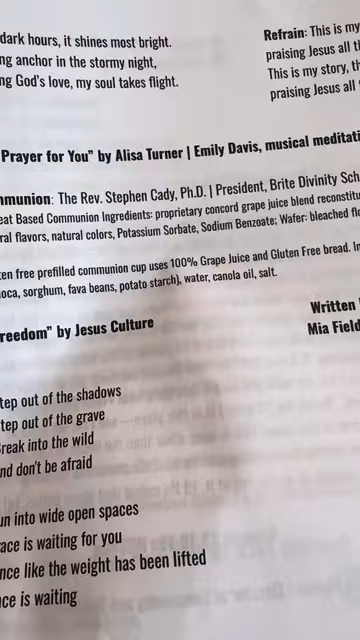 dark hours, it shines most bright.
ng anchor in the stormy night,
ng God's love, my soul takes flight.
Refrain: This is my
praising Jesus all th
This is my story, th
praising Jesus all
Prayer for You" by Alisa Turner | Emily Davis, musical meditati
mmunion: The Rev. Stephen Cady, Ph.D. | President, Brite Divinity Sch
eat Based Communion Ingredients: proprietary concord grape juice blend reconstitu
ral flavors, natural colors, Potassium Sorbate, Sodium Benzoate; Wafer: bleached flo
ten free prefilled communion cup uses 100% Grape Juice and Gluten Free bread. In
ioca, sorghum, fava beans, potato starch), water, canola oil, salt.
reedom" by Jesus Culture
Written
Mia Field
tep out of the shadows
tep out of the grave
reak into the wild
nd don't be afraid
un into wide open spaces
ace is waiting for you
nce like the weight has been lifted
ace is waiting